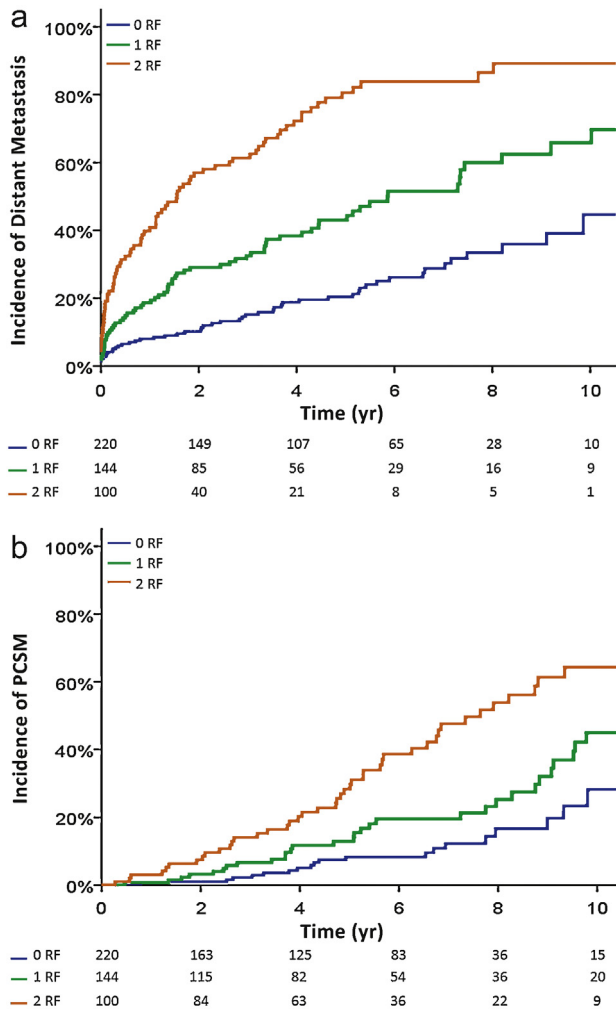 a
100%
0 RF
1 RF
2 RF
80%
60%
40%
20%
0%
Incidence of Distant Metastasis
0 2 4 6 8 10
Time (yr)
0 RF 220 149 107 65 28 10
1 RF 144 85 56 29 16 9
2 RF 100 40 21 8 5 1
b
100%
0 RF
1 RF
2 RF
80%
60%
40%
20%
0%
Incidence of PCSM
0 2 4 6 8 10
Time (yr)
0 RF 220 163 125 83 36 15
1 RF 144 115 82 54 36 20
2 RF 100 84 63 36 22 9